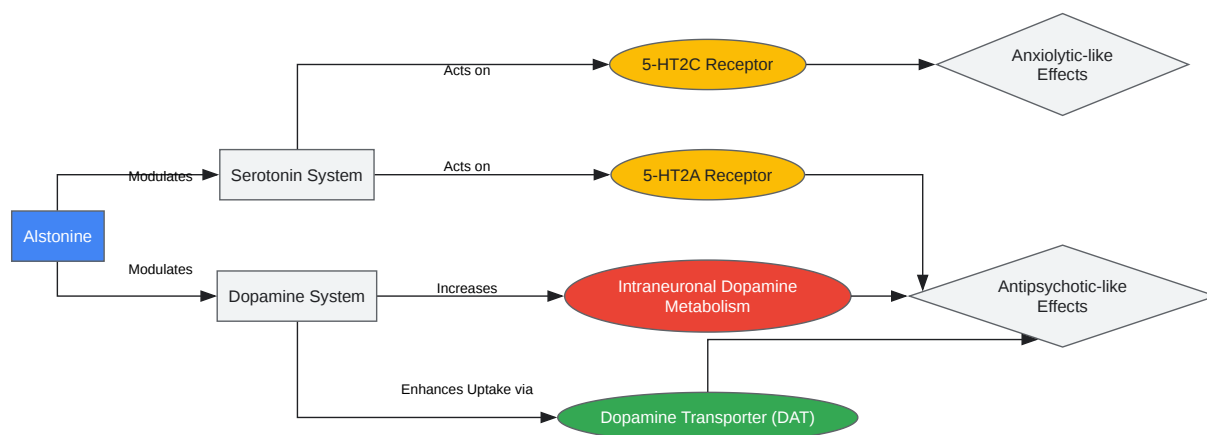 Acts on
5-HT2C Receptor
Anxiolytic-like
Effects
Modulates
Serotonin System
Acts on
5-HT2A Receptor
Alstonine
Modulates
Dopamine System
Increases
Intraneuronal Dopamine
Metabolism
Antipsychotic-like
Effects
Enhances Uptake via
Dopamine Transporter (DAT)